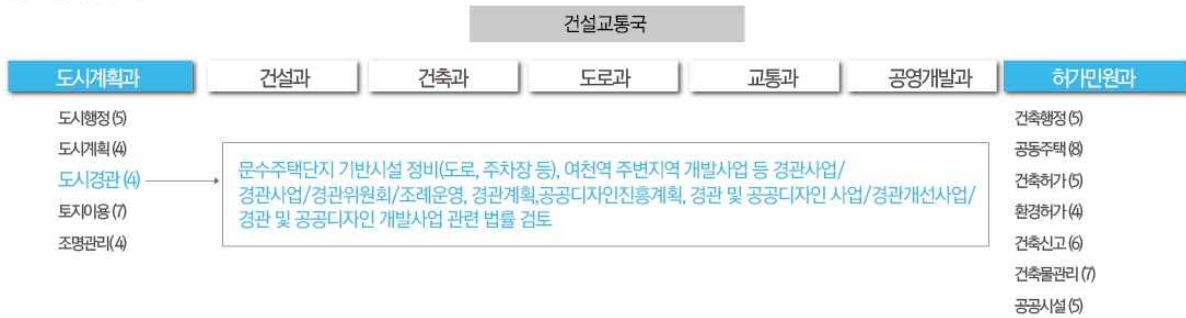 건설교통국
도시계획과 건설과 건축과 도로과 교통과 공영개발과 허가민원과
도시행정 (5)
도시계획 (4)
도시경관 (4)
토지이용 (7)
조명관리(4)
문수주택단지 기반시설 정비(도로, 주차장 등), 여천역 주변지역 개발사업 등 경관사업/
경관사업/경관위원회/조례운영, 경관계획,공공디자인진흥계획, 경관 및 공공디자인 사업/경관개선사업/
경관 및 공공디자인 개발사업 관련 법률 검토
건축행정 (5)
공동주택 (8)
건축허가 (5)
환경허가 (4)
건축신고 (6)
건축물관리 (7)
공공시설 (5)